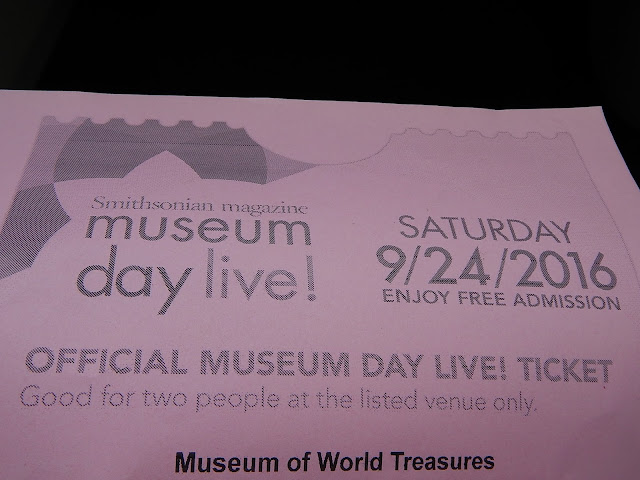 Smithsonian magazine
museum
day live!
SATURDAY
9/24/2016
ENJOY FREE ADMISSION
OFFICIAL MUSEUM DAY LIVE! TICKET
Good for two people at the listed venue only.
Museum of World Treasures